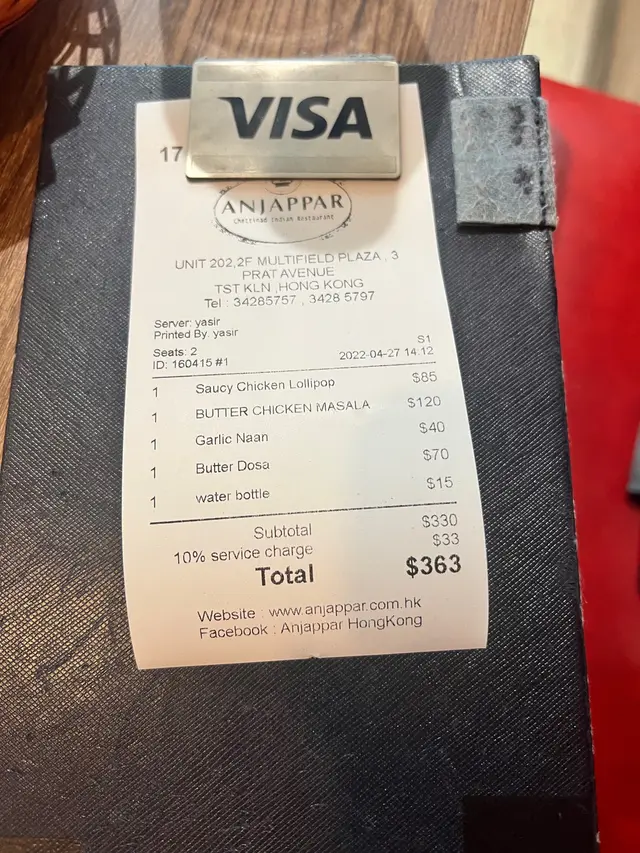 VISA
17
ANJAPPAR
Chettinad Indian Restaurant
UNIT 202,2F MULTIFIELD PLAZA , 3
PRAT AVENUE
TST KLN ,HONG KONG
Tel : 34285757 , 3428 5797
Server: yasir
Printed By: yasir
Seats: 2 S1
ID: 160415 #1 2022-04-27 14:12
1 Saucy Chicken Lollipop $85
1 BUTTER CHICKEN MASALA $120
1 Garlic Naan $40
1 Butter Dosa $70
1 water bottle $15
Subtotal $330
10% service charge $33
Total $363
Website : www.anjappar.com.hk
Facebook : Anjappar HongKong